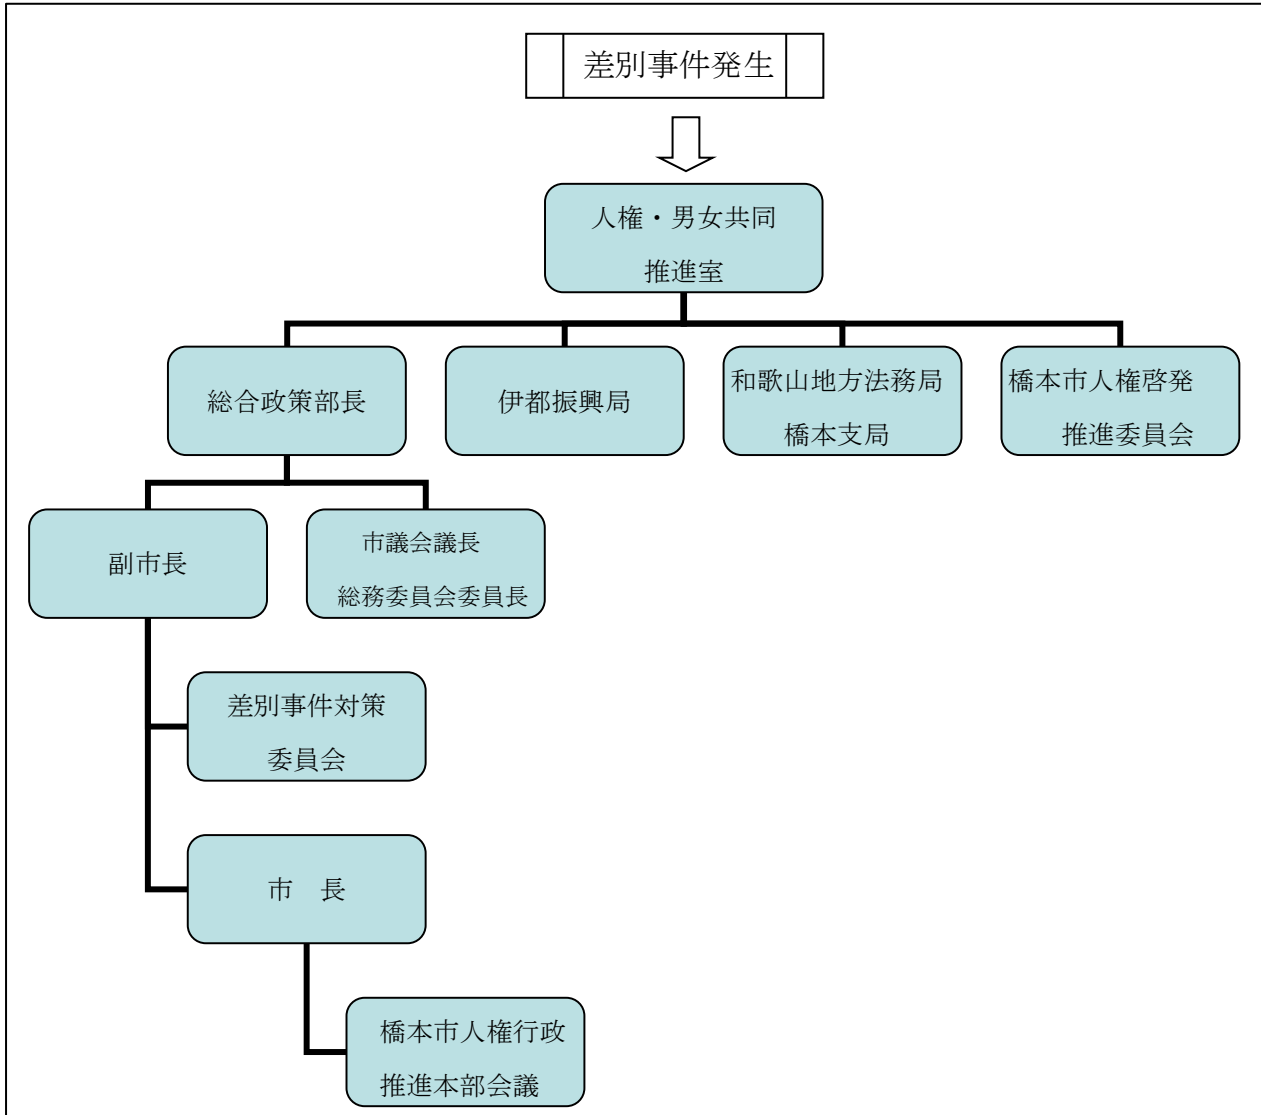 差別事件発生
人権・男女共同
推進室
総合政策部長
伊都振興局
和歌山地方法務局
橋本支局
橋本市人権啓発
推進委員会
副市長
市議会議長
総務委員会委員長
差別事件対策
委員会
市　長
橋本市人権行政
推進本部会議